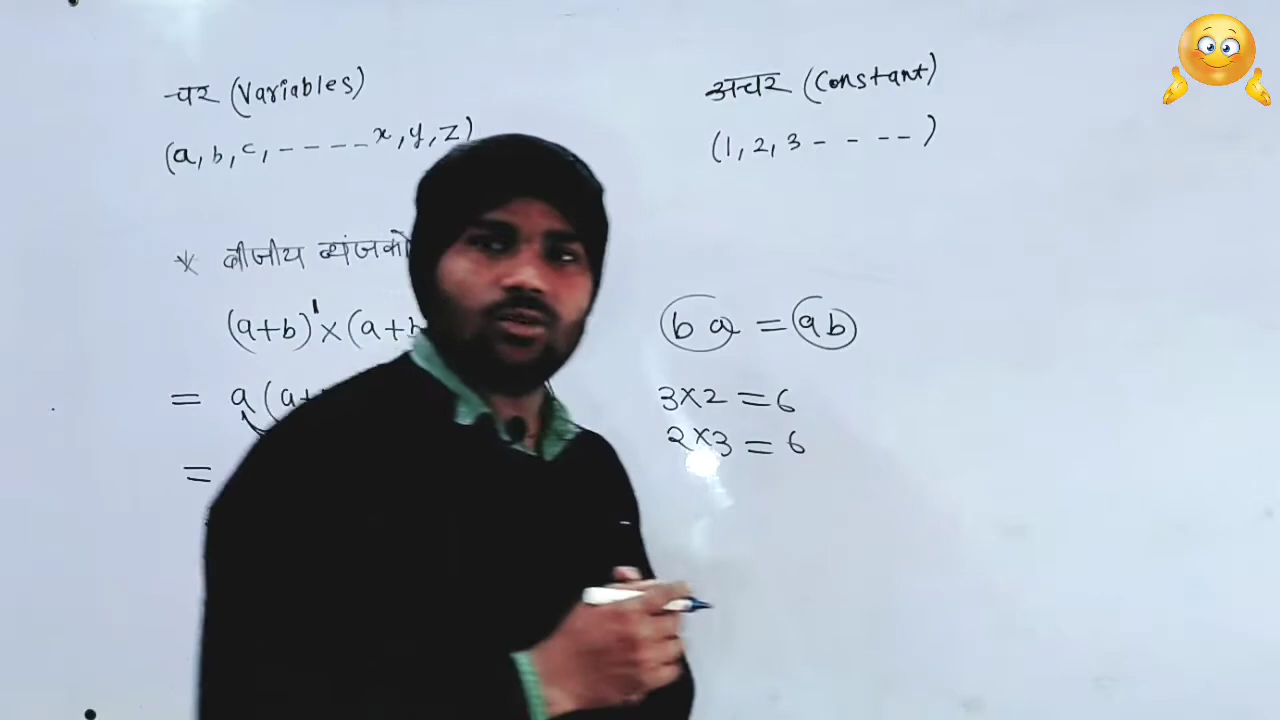 चर (Variables)
(a, b, c, - - - - x, y, z)
अचर (Constant)
(1, 2, 3 - - - -)
* बीजीय व्यंजको
(a+b)¹×(a+b
= a(a+
=
ba = ab
3×2 = 6
2×3 = 6